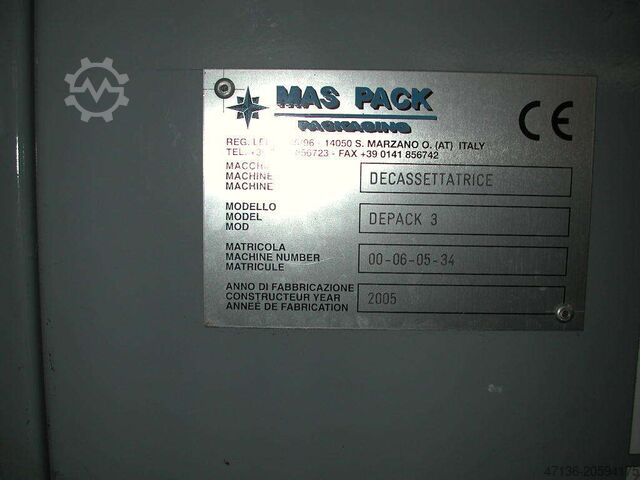 MAS PACK
PACKAGING
CE
REG. 96 - 14050 S. MARZANO O. (AT) ITALY
TEL. 856723 - FAX +39 0141 856742
MACCH
MACHINE
MACHINE
DECASSETTATRICE
MODELLO
MODEL
MOD
DEPACK 3
MATRICOLA
MACHINE NUMBER
MATRICULE
00-06-05-34
ANNO DI FABBRICAZIONE
CONSTRUCTEUR YEAR
ANNÉE DE FABRICATION
2005
47136-20594175